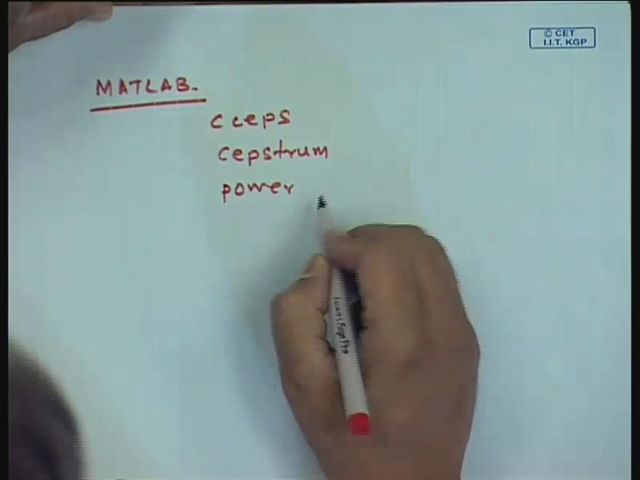 © CET
I.I.T. KGP
MATLAB.
cceps
cepstrum
power